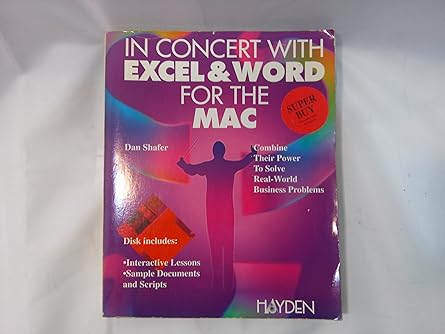 IN CONCERT WITH
EXCEL & WORD
FOR THE
MAC
SUPER
BUY
Dan Shafer
Combine
Their Power
To Solve
Real-World
Business Problems
Disk includes:
•Interactive Lessons
•Sample Documents
and Scripts
HAYDEN